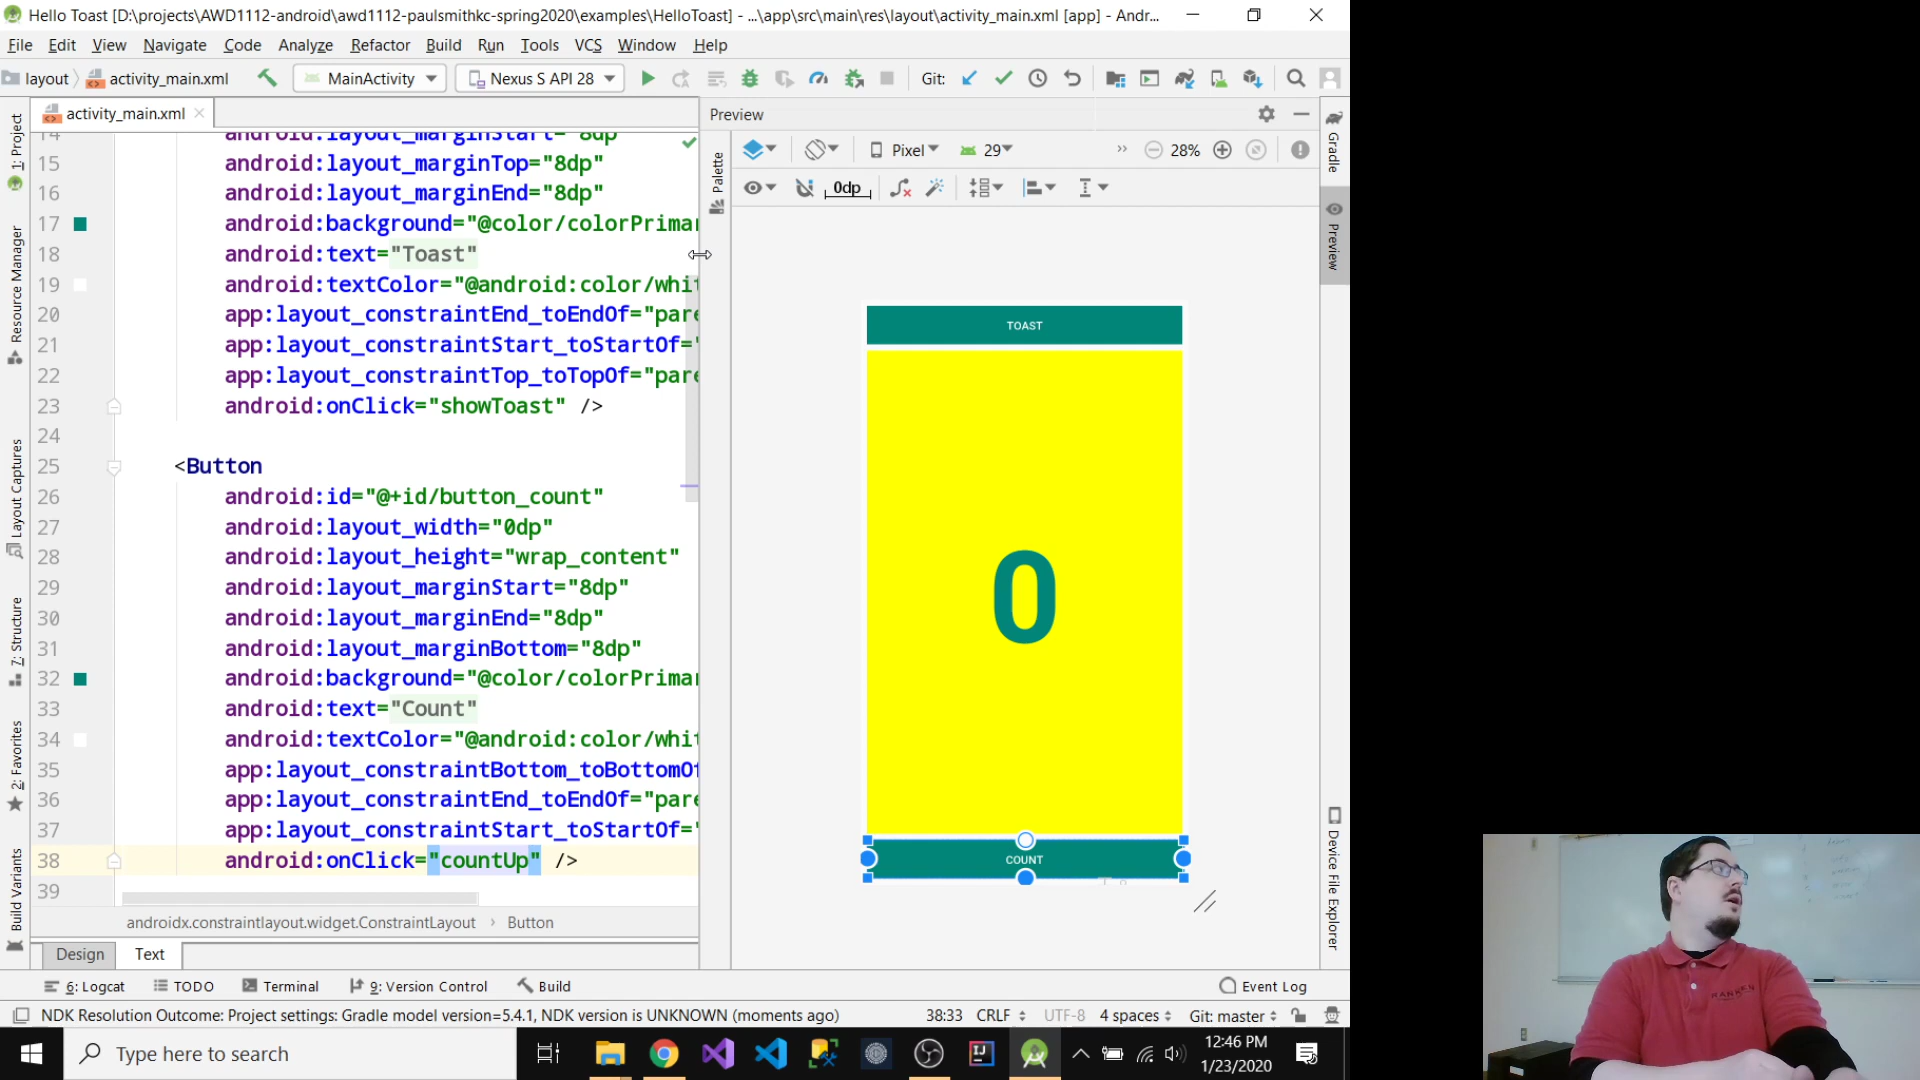 Hello Toast [D:\projects\AWD1112-android\awd1112-paulsmithkc-spring2020\examples\HelloToast] - ...\app\src\main\res\layout\activity_main.xml [app] - Andr...
File Edit View Navigate Code Analyze Refactor Build Run Tools VCS Window Help
layout activity_main.xml MainActivity Nexus S API 28 Git:
activity_main.xml
Preview
Pixel 29 28%
0dp
1: Project
Resource Manager
Layout Captures
7: Structure
2: Favorites
Build Variants
14 android:layout_marginStart="8dp"
15 android:layout_marginTop="8dp"
16 android:layout_marginEnd="8dp"
17 android:background="@color/colorPrimar
18 android:text="Toast"
19 android:textColor="@android:color/whit
20 app:layout_constraintEnd_toEndOf="pare
21 app:layout_constraintStart_toStartOf="
22 app:layout_constraintTop_toTopOf="pare
23 android:onClick="showToast" />
24
25 <Button
26 android:id="@+id/button_count"
27 android:layout_width="0dp"
28 android:layout_height="wrap_content"
29 android:layout_marginStart="8dp"
30 android:layout_marginEnd="8dp"
31 android:layout_marginBottom="8dp"
32 android:background="@color/colorPrimar
33 android:text="Count"
34 android:textColor="@android:color/whit
35 app:layout_constraintBottom_toBottomOf
36 app:layout_constraintEnd_toEndOf="pare
37 app:layout_constraintStart_toStartOf="
38 android:onClick="countUp" />
39
androidx.constraintlayout.widget.ConstraintLayout › Button
Design Text
Palette
TOAST
0
COUNT
Gradle
Preview
Device File Explorer
6: Logcat TODO Terminal 9: Version Control Build Event Log
NDK Resolution Outcome: Project settings: Gradle model version=5.4.1, NDK version is UNKNOWN (moments ago) 38:33 CRLF UTF-8 4 spaces Git: master
Type here to search
12:46 PM
1/23/2020
RANKEN